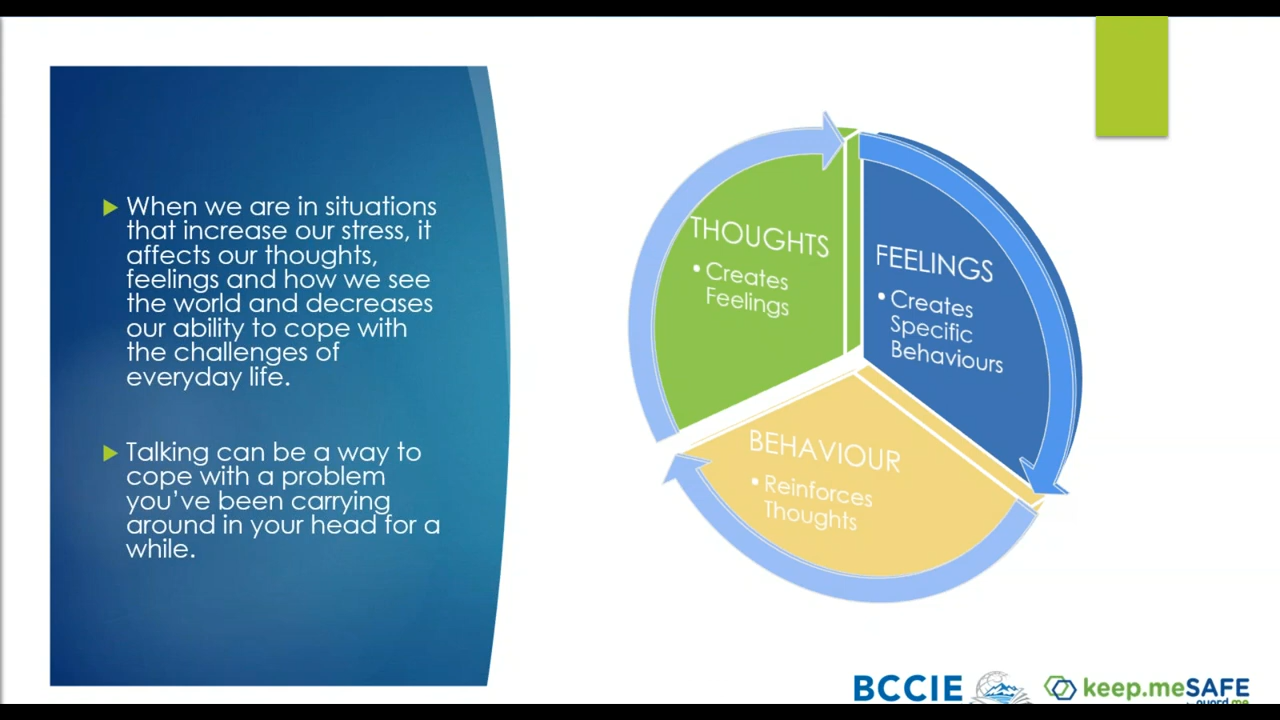 When we are in situations
that increase our stress, it
affects our thoughts,
feelings and how we see
the world and decreases
our ability to cope with
the challenges of
everyday life.
Talking can be a way to
cope with a problem
you've been carrying
around in your head for a
while.
THOUGHTS
• Creates
Feelings
FEELINGS
• Creates
Specific
Behaviours
BEHAVIOUR
• Reinforces
Thoughts
BCCIE
keep.meSAFE
guard.me